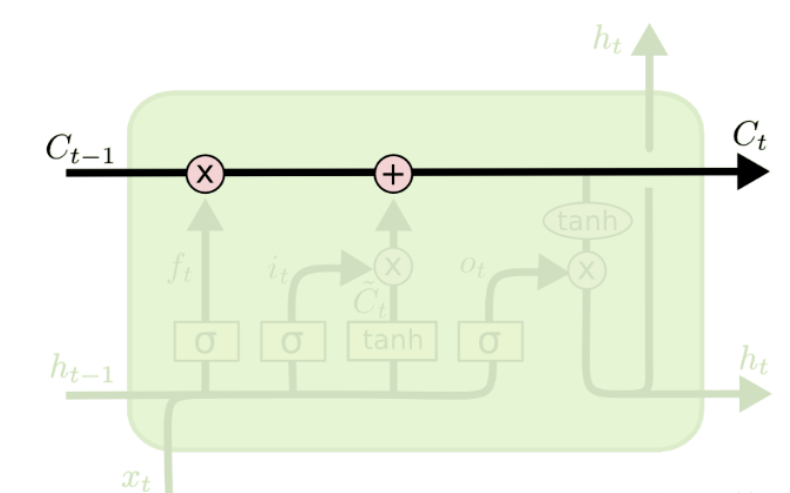 h_t
C_{t-1} × + C_t
tanh
f_t i_t × o_t ×
C̃_t
σ σ tanh σ
h_{t-1} h_t
x_t